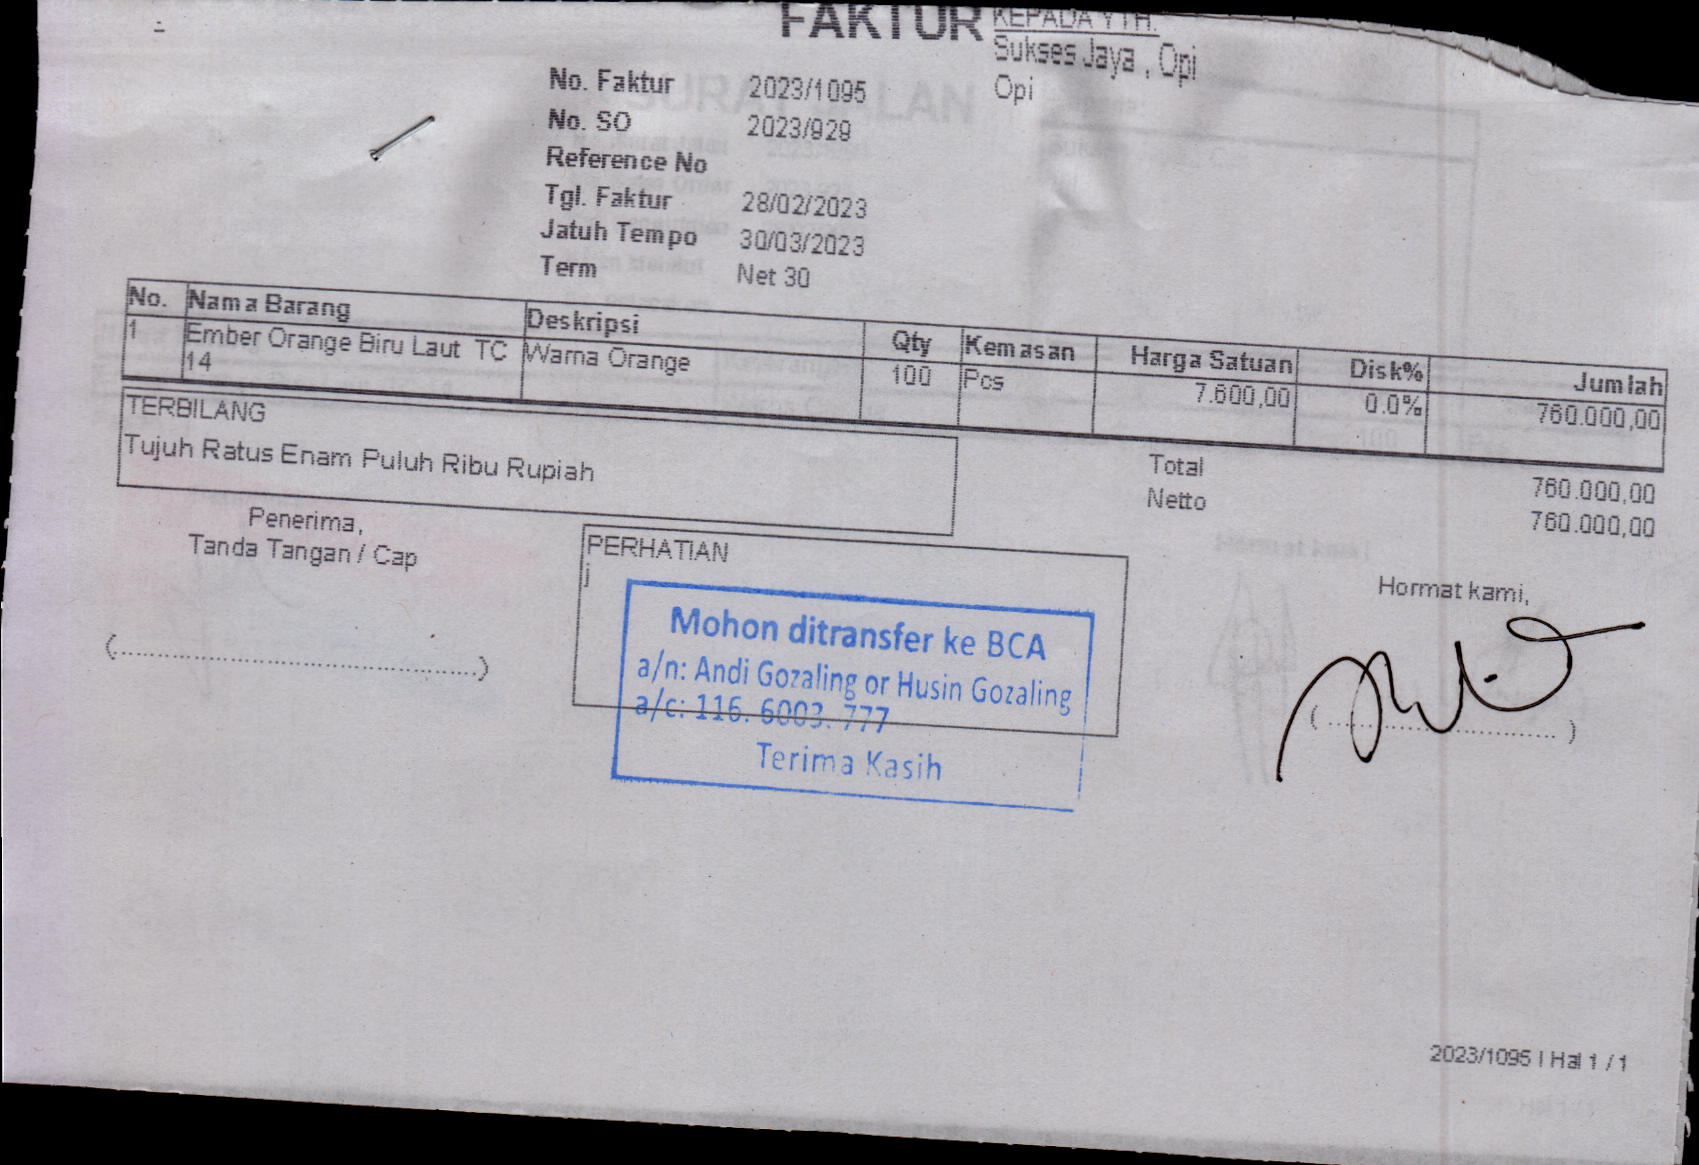 FAKTUR
KEPADA YTH.
Sukses Jaya , Opi
Opi
No. Faktur 2023/1095
No. SO 2023/929
Reference No
Tgl. Faktur 28/02/2023
Jatuh Tempo 30/03/2023
Term Net 30
No. Nama Barang Deskripsi Qty Kemasan Harga Satuan Disk% Jumlah
1 Ember Orange Biru Laut TC Warna Orange 100 Pcs 7.600,00 0.0% 760.000,00
14
TERBILANG
Tujuh Ratus Enam Puluh Ribu Rupiah
Total 760.000,00
Netto 760.000,00
Penerima,
Tanda Tangan / Cap
(....................................................)
PERHATIAN
j
Mohon ditransfer ke BCA
a/n: Andi Gozaling or Husin Gozaling
a/c: 116. 6003. 777
Terima Kasih
Hormat kami,
(....................................)
2023/1095 | Hal 1 / 1